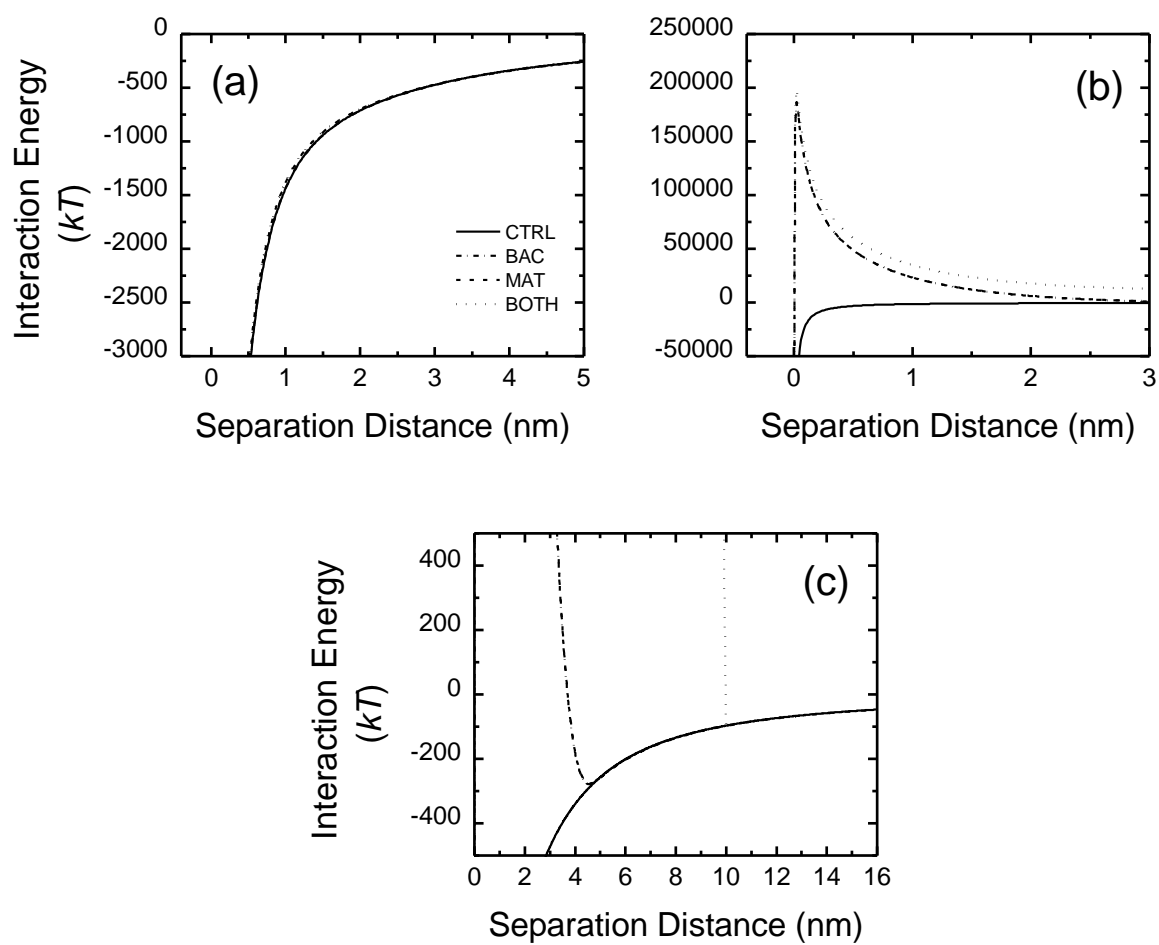 0
-500
-1000
-1500
-2000
-2500
-3000
(a)
CTRL
BAC
MAT
BOTH
0 1 2 3 4 5
Separation Distance (nm)
Interaction Energy
(kT)
250000
200000
150000
100000
50000
0
-50000
(b)
0 1 2 3
Separation Distance (nm)
400
200
0
-200
-400
(c)
0 2 4 6 8 10 12 14 16
Separation Distance (nm)
Interaction Energy
(kT)